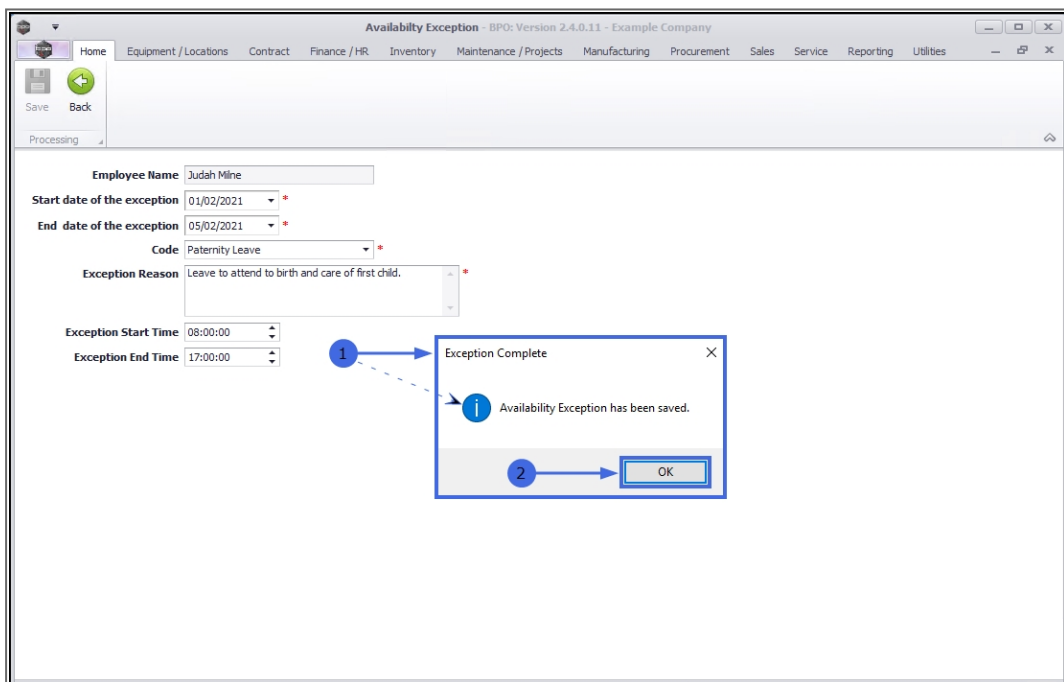 Availabilty Exception - BPO: Version 2.4.0.11 - Example Company
Home Equipment / Locations Contract Finance / HR Inventory Maintenance / Projects Manufacturing Procurement Sales Service Reporting Utilities
Save Back
Processing
Employee Name Judah Milne
Start date of the exception 01/02/2021 *
End date of the exception 05/02/2021 *
Code Paternity Leave *
Exception Reason Leave to attend to birth and care of first child. *
Exception Start Time 08:00:00
Exception End Time 17:00:00
1 Exception Complete
Availability Exception has been saved.
2 OK